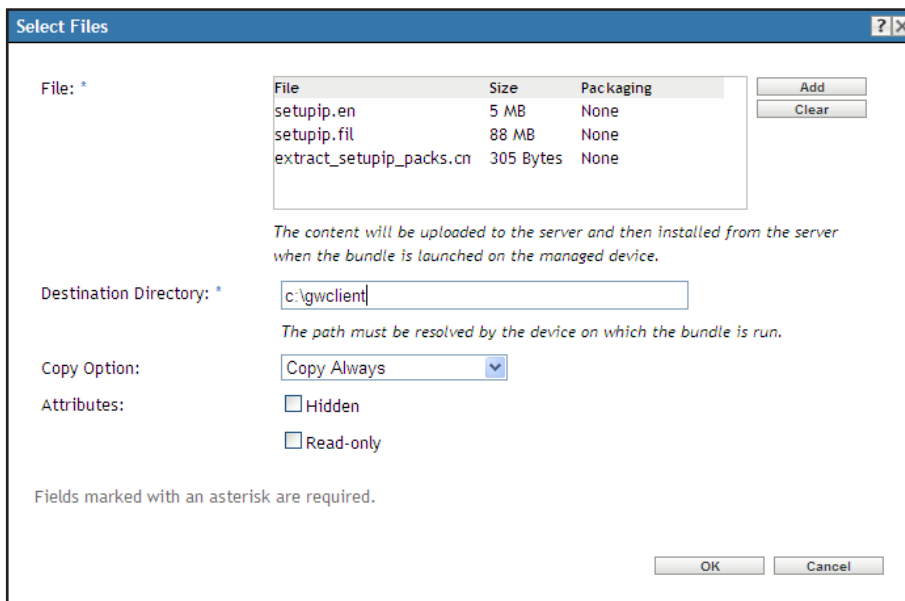 Select Files ? X
File: * File Size Packaging Add
setupip.en 5 MB None Clear
setupip.fil 88 MB None
extract_setupip_packs.cn 305 Bytes None
The content will be uploaded to the server and then installed from the server
when the bundle is launched on the managed device.
Destination Directory: * c:\gwclient
The path must be resolved by the device on which the bundle is run.
Copy Option: Copy Always
Attributes: Hidden
Read-only
Fields marked with an asterisk are required.
OK Cancel